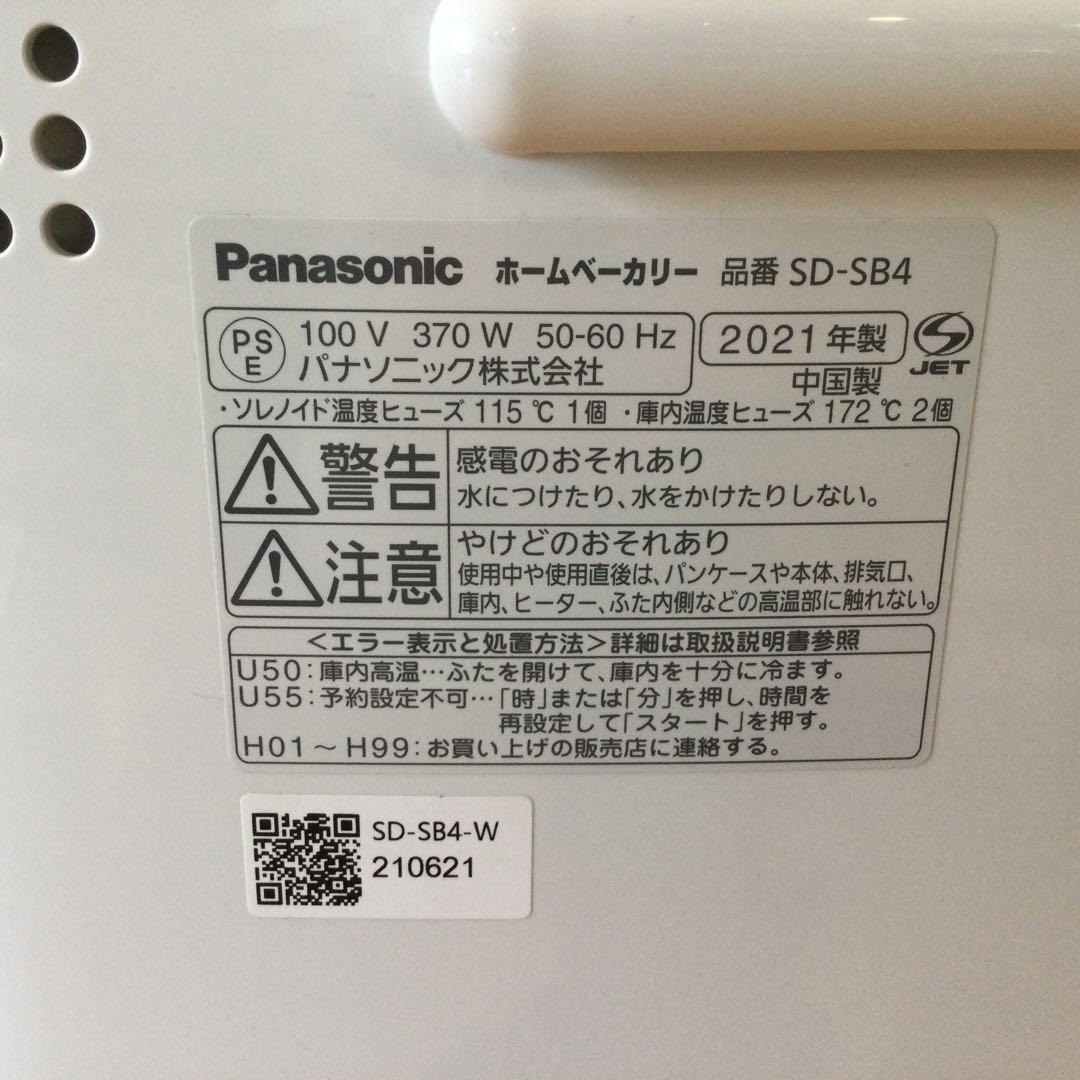 Panasonic ホームベーカリー 品番 SD-SB4
PSE 100 V 370 W 50-60 Hz 2021年製 JET
パナソニック株式会社 中国製
・ソレノイド温度ヒューズ 115 ℃ 1個 ・庫内温度ヒューズ 172 ℃ 2個
警告 感電のおそれあり
水につけたり、水をかけたりしない。
注意 やけどのおそれあり
使用中や使用直後は、パンケースや本体、排気口、
庫内、ヒーター、ふた内側などの高温部に触れない。
＜エラー表示と処置方法＞詳細は取扱説明書参照
U50：庫内高温…ふたを開けて、庫内を十分に冷ます。
U55：予約設定不可…「時」または「分」を押し、時間を
再設定して「スタート」を押す。
H01～H99：お買い上げの販売店に連絡する。
SD-SB4-W
210621